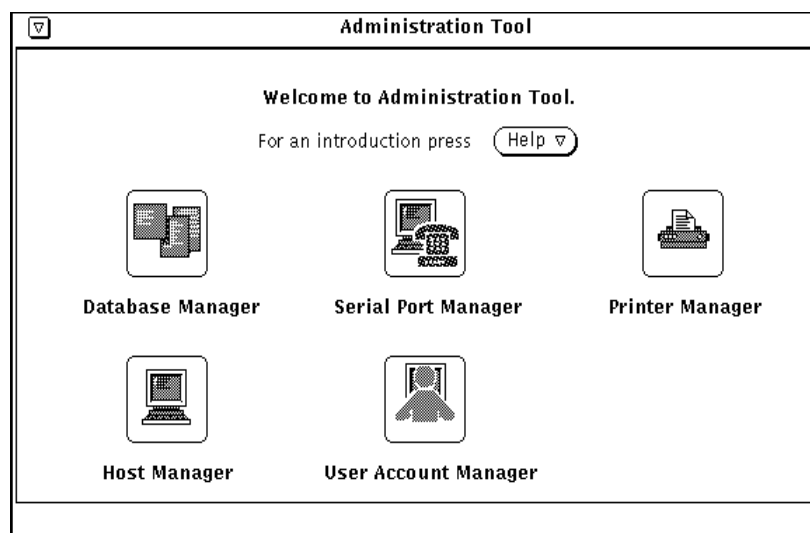 Administration Tool
Welcome to Administration Tool.
For an introduction press Help
Database Manager Serial Port Manager Printer Manager
Host Manager User Account Manager